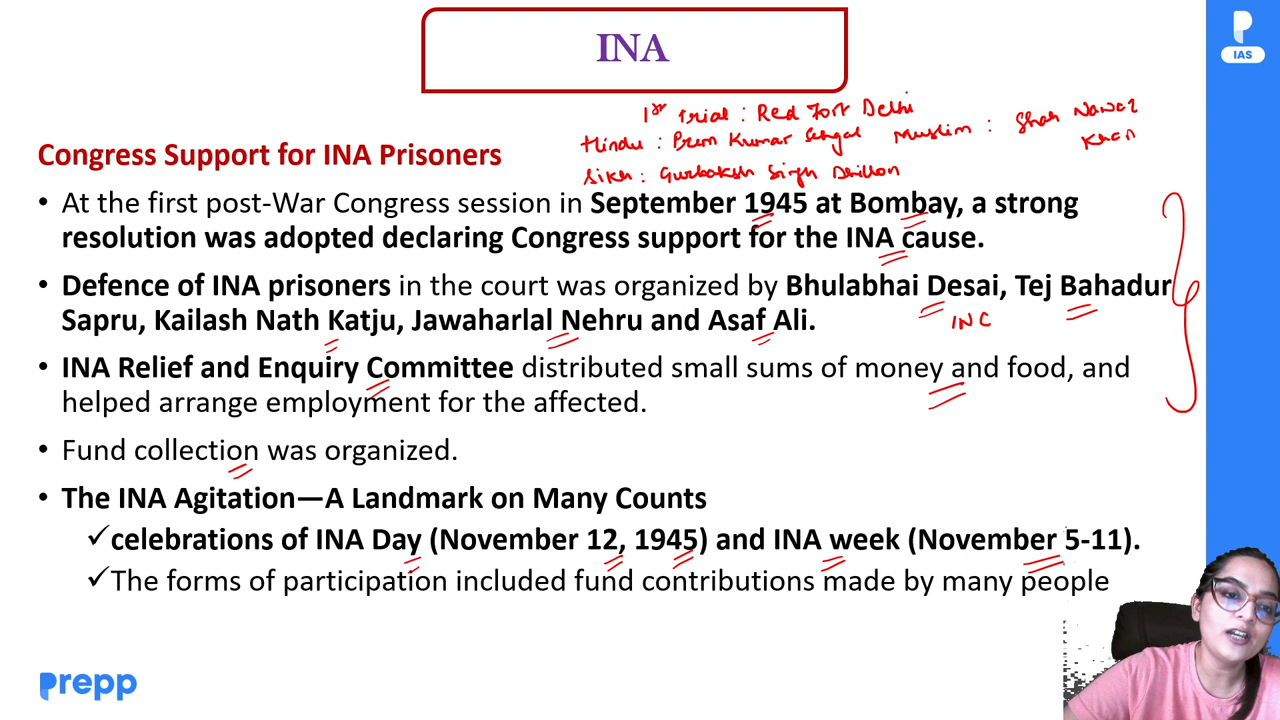 INA
IAS
1st Trial : Red Fort Delhi
Hindu : Prem Kumar Sehgal Muslim : Shah Nawaz Khan
Sikh : Gurbaksh Singh Dhillon
Congress Support for INA Prisoners
• At the first post-War Congress session in September 1945 at Bombay, a strong
resolution was adopted declaring Congress support for the INA cause.
• Defence of INA prisoners in the court was organized by Bhulabhai Desai, Tej Bahadur
Sapru, Kailash Nath Katju, Jawaharlal Nehru and Asaf Ali.
INC
• INA Relief and Enquiry Committee distributed small sums of money and food, and
helped arrange employment for the affected.
• Fund collection was organized.
• The INA Agitation—A Landmark on Many Counts
✓celebrations of INA Day (November 12, 1945) and INA week (November 5-11).
✓The forms of participation included fund contributions made by many people
prepp